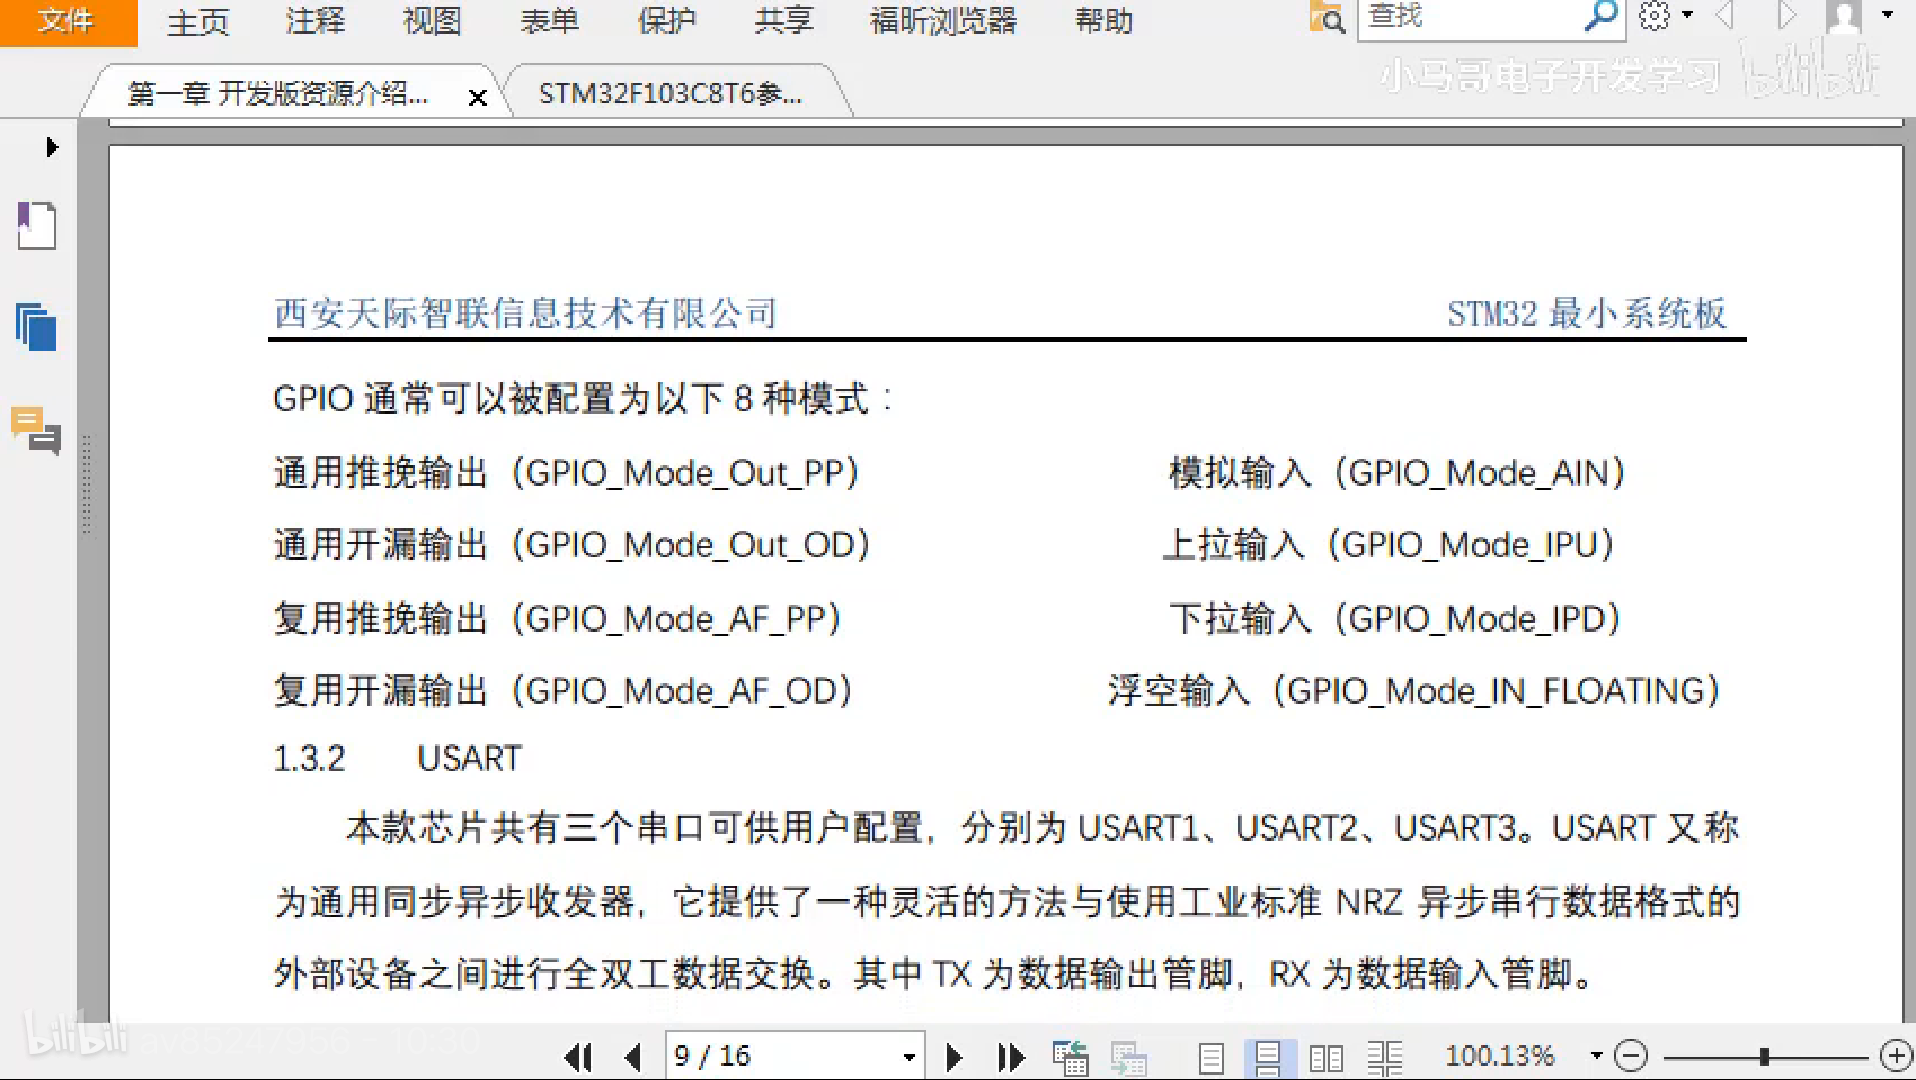 文件 主页 注释 视图 表单 保护 共享 福昕浏览器 帮助 查找
小马哥电子开发学习 bilibili
第一章 开发版资源介绍... STM32F103C8T6参...
西安天际智联信息技术有限公司 STM32 最小系统板
GPIO 通常可以被配置为以下 8 种模式：
通用推挽输出（GPIO_Mode_Out_PP） 模拟输入（GPIO_Mode_AIN）
通用开漏输出（GPIO_Mode_Out_OD） 上拉输入（GPIO_Mode_IPU）
复用推挽输出（GPIO_Mode_AF_PP） 下拉输入（GPIO_Mode_IPD）
复用开漏输出（GPIO_Mode_AF_OD） 浮空输入（GPIO_Mode_IN_FLOATING）
1.3.2 USART
本款芯片共有三个串口可供用户配置，分别为 USART1、USART2、USART3。USART 又称
为通用同步异步收发器，它提供了一种灵活的方法与使用工业标准 NRZ 异步串行数据格式的
外部设备之间进行全双工数据交换。其中 TX 为数据输出管脚，RX 为数据输入管脚。
bilibili
9 / 16 100.13%